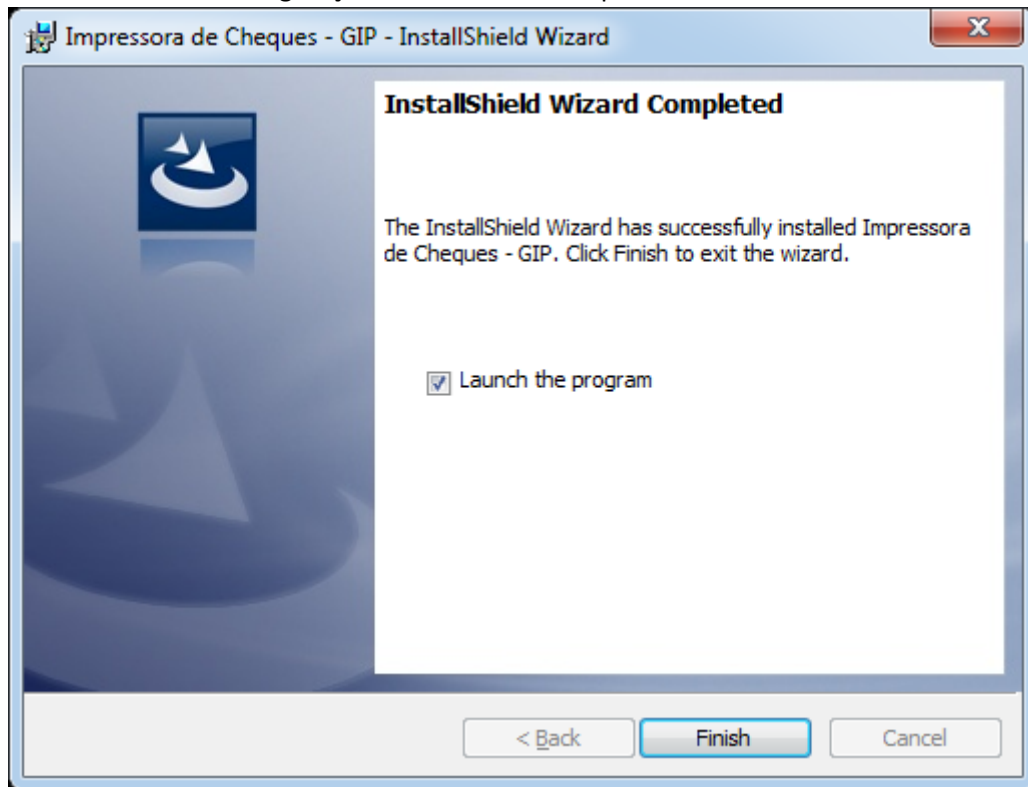 Impressora de Cheques - GIP - InstallShield Wizard
InstallShield Wizard Completed
The InstallShield Wizard has successfully installed Impressora
de Cheques - GIP. Click Finish to exit the wizard.
Launch the program
< Back
Finish
Cancel